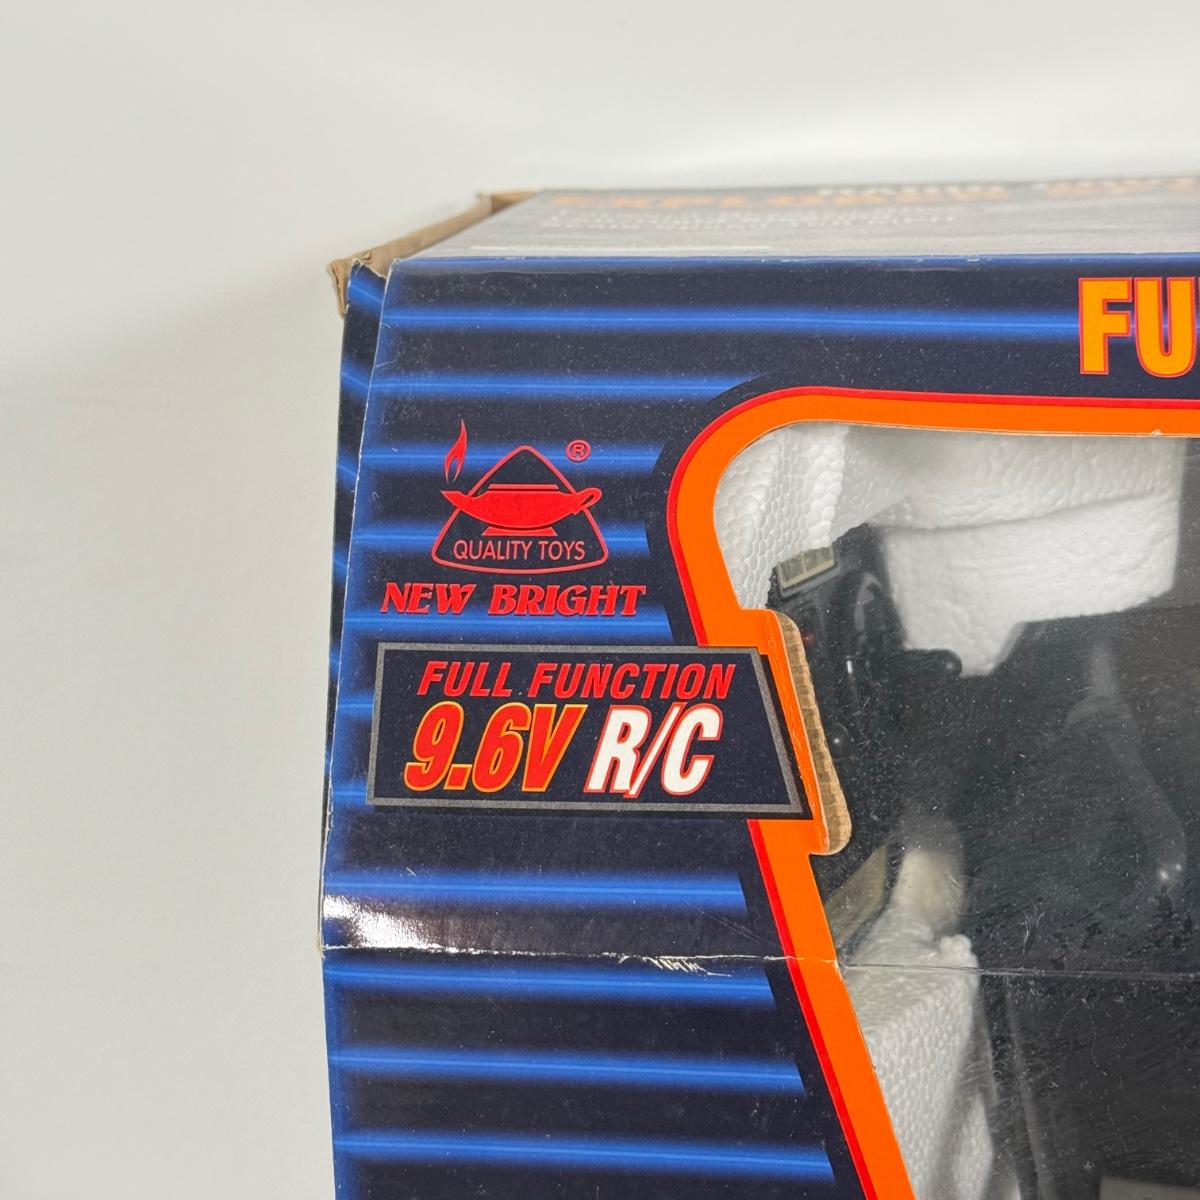 FU
®
QUALITY TOYS
NEW BRIGHT
FULL FUNCTION
9.6V R/C